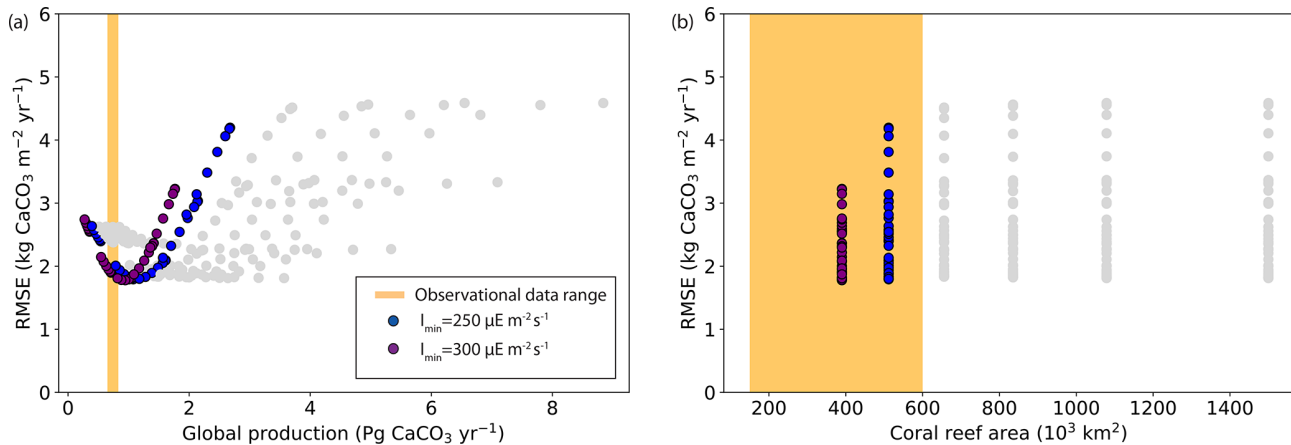 (a)
6
5
4
3
2
1
0
RMSE (kg CaCO₃ m⁻² yr⁻¹)
0 2 4 6 8
Global production (Pg CaCO₃ yr⁻¹)
Observational data range
I_min=250 µE m⁻² s⁻¹
I_min=300 µE m⁻² s⁻¹
(b)
6
5
4
3
2
1
0
RMSE (kg CaCO₃ m⁻² yr⁻¹)
200 400 600 800 1000 1200 1400
Coral reef area (10³ km²)